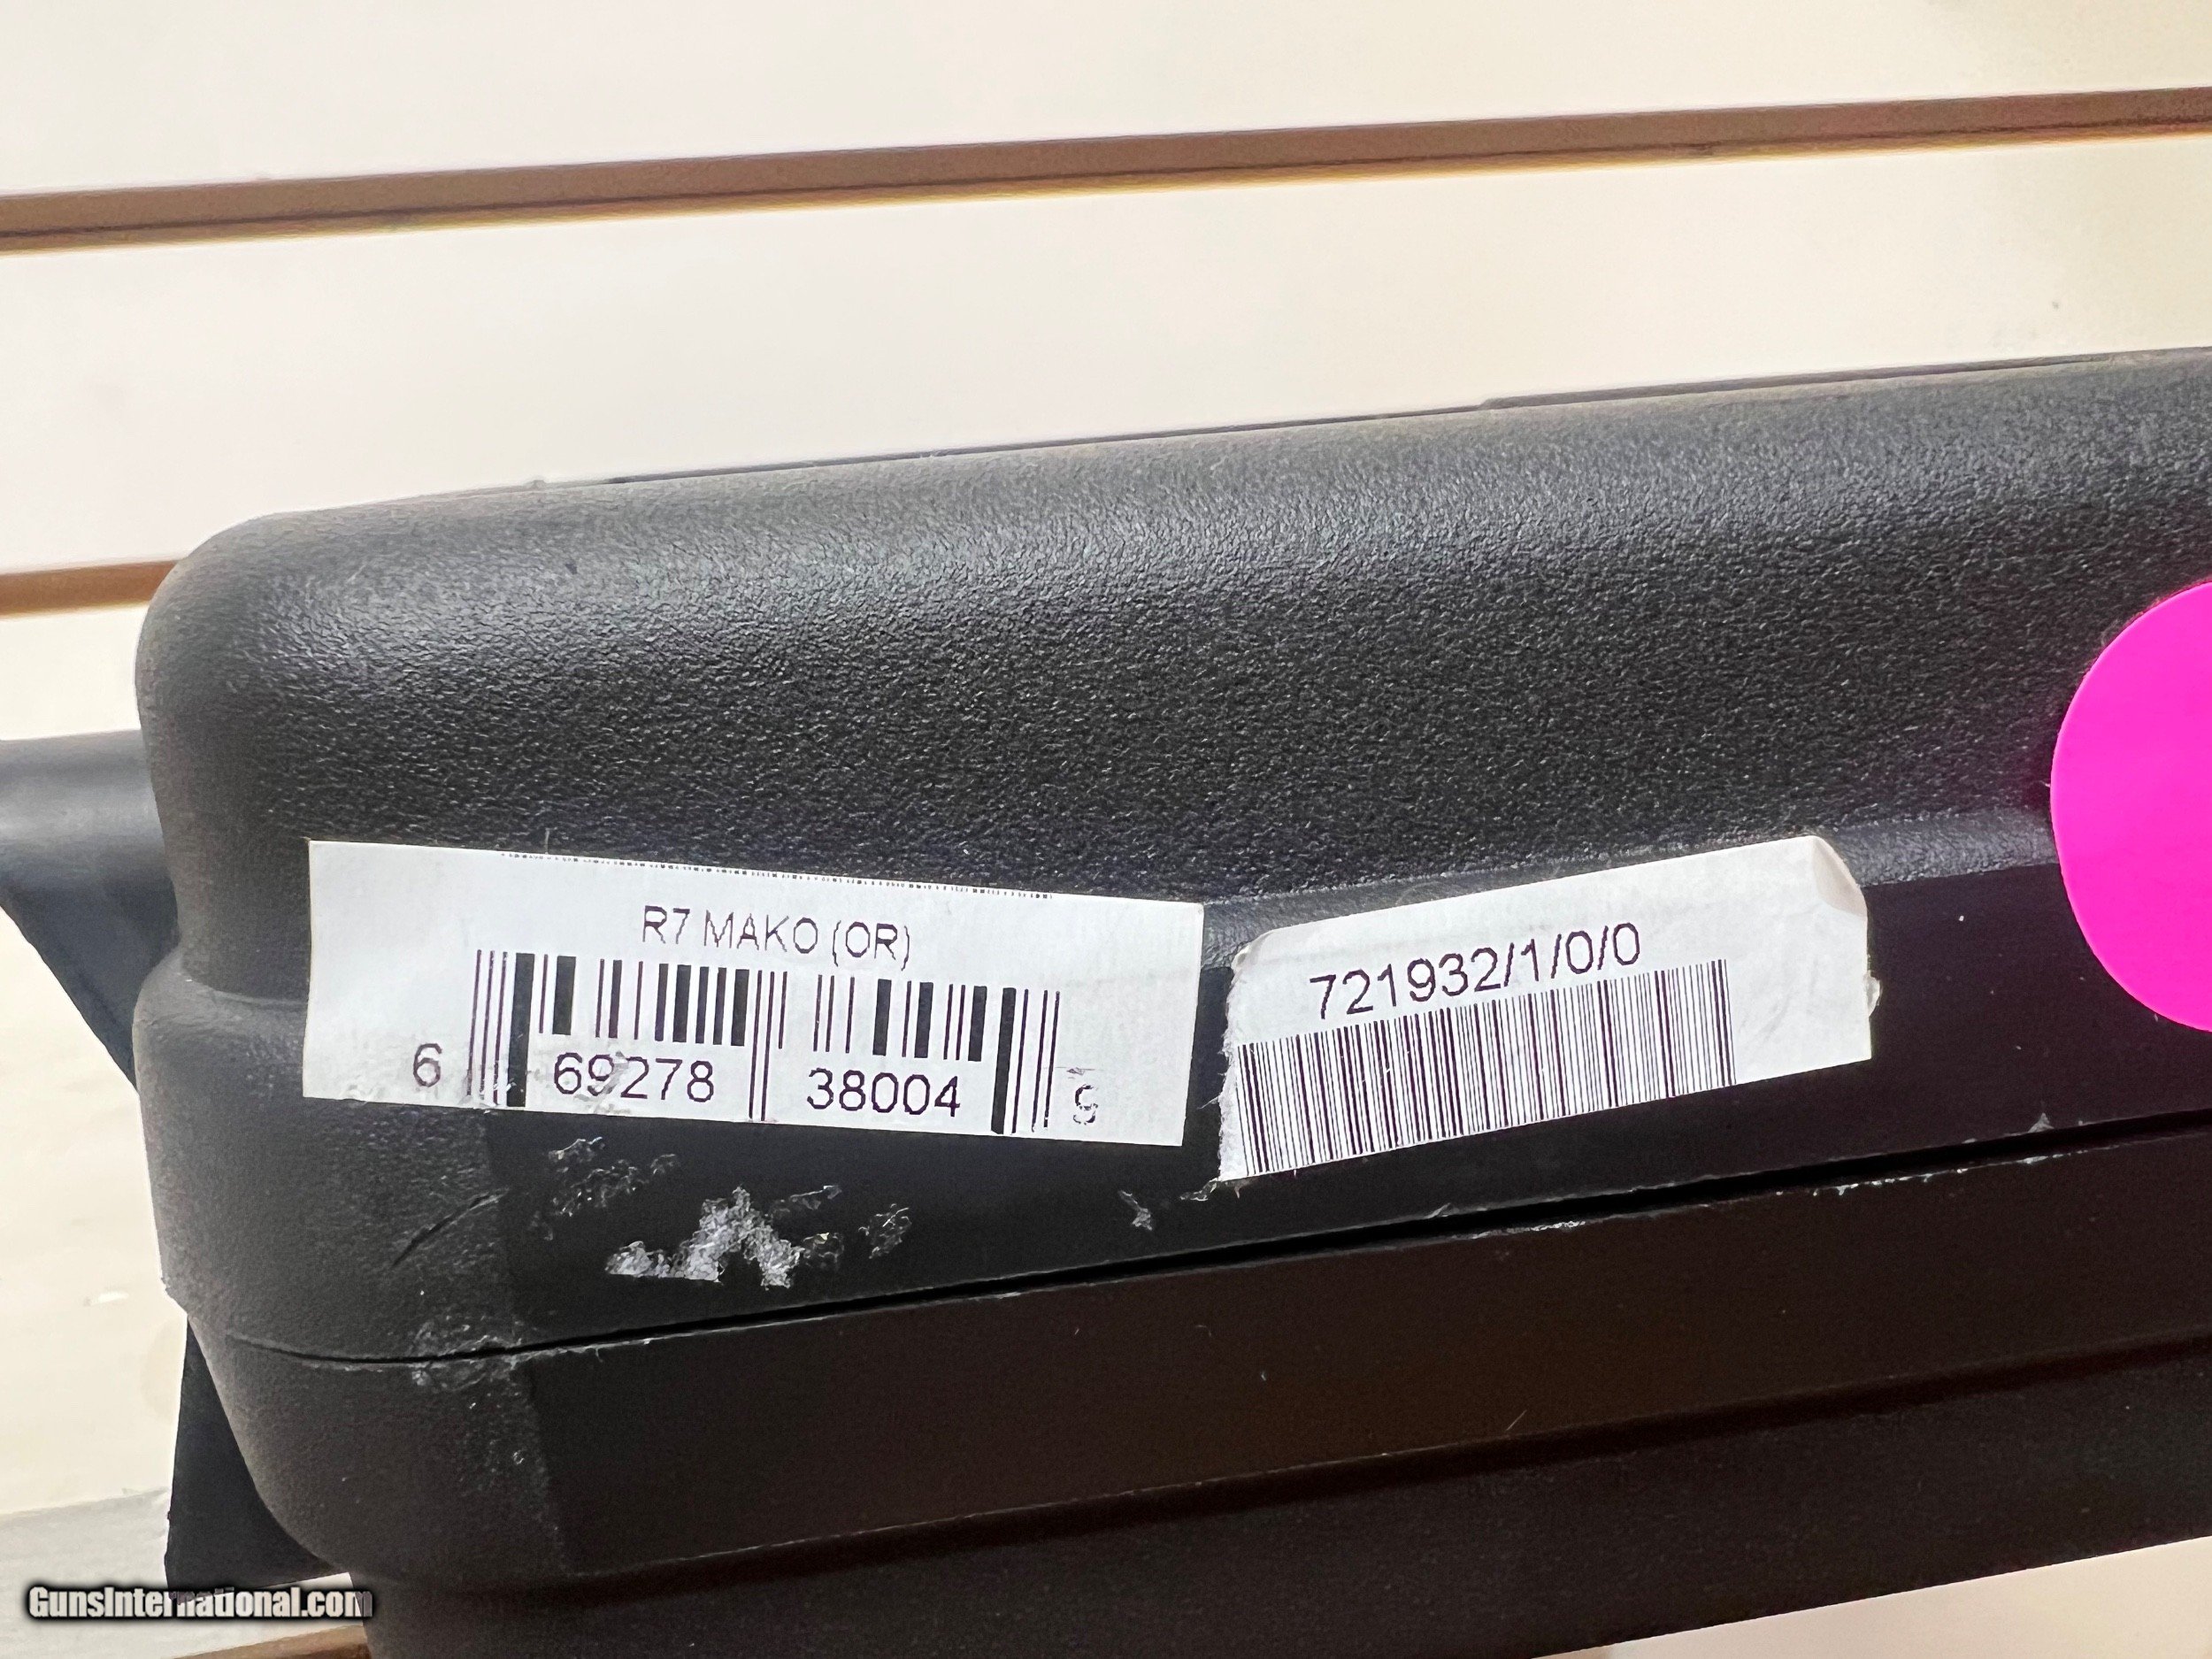 R7 MAKO (OR)
6 69278 38004 9
721932/1/0/0
GunsInternational.com